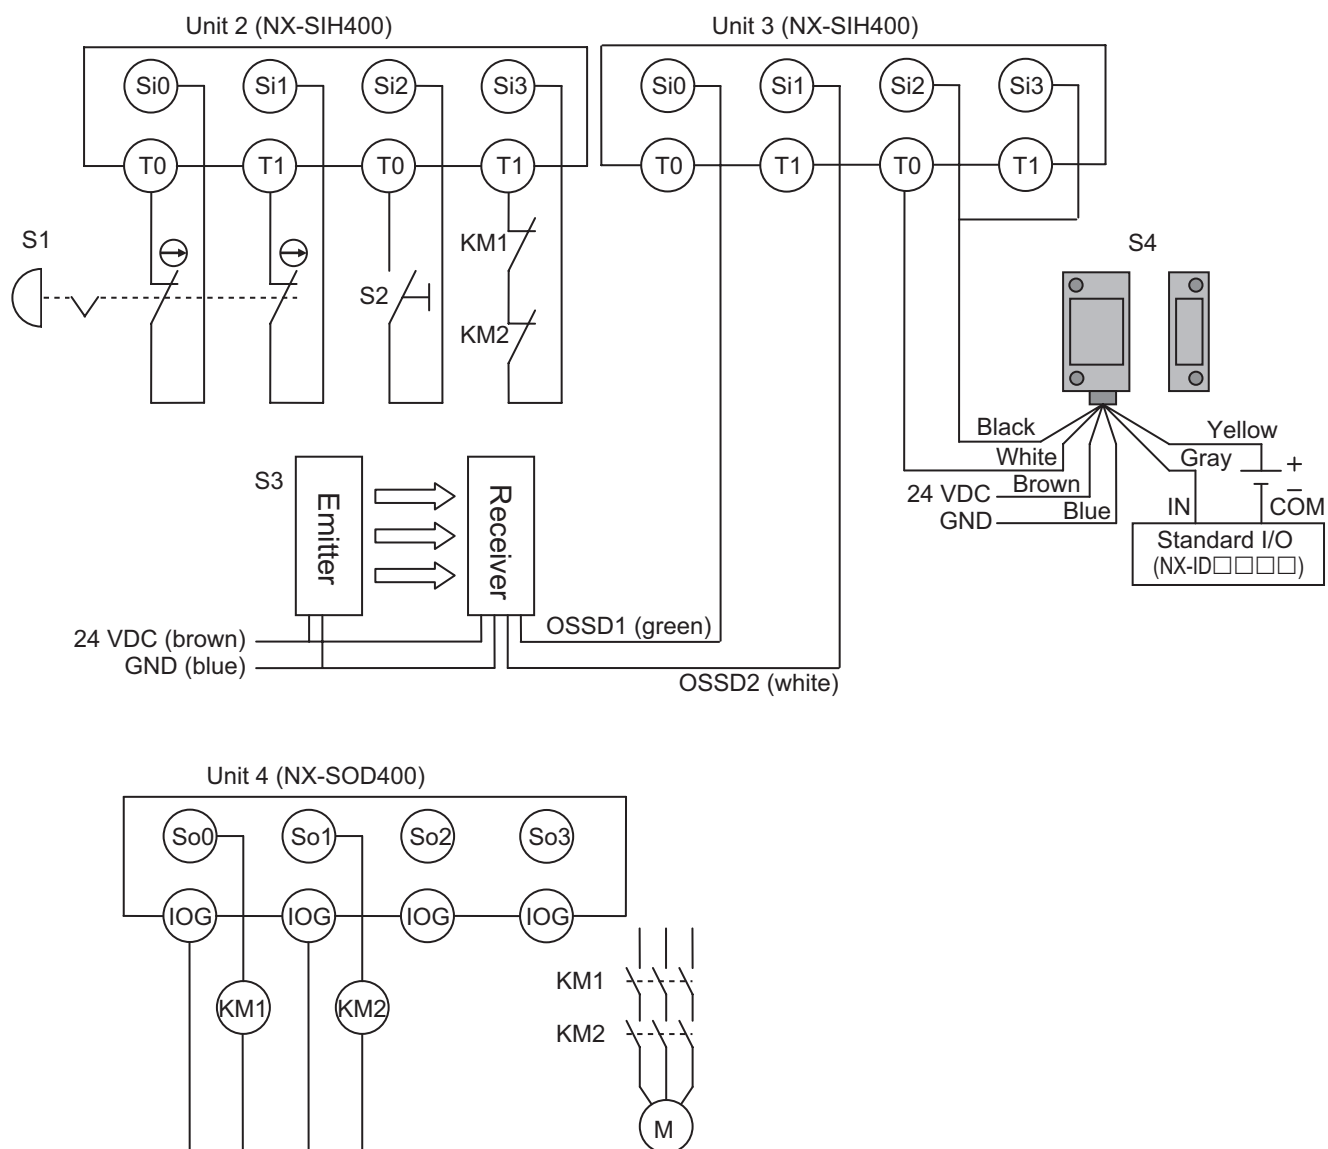 Unit 2 (NX-SIH400)
Unit 3 (NX-SIH400)
Si0 Si1 Si2 Si3
Si0 Si1 Si2 Si3
T0 T1 T0 T1
T0 T1 T0 T1
S1
KM1
S2
KM2
S4
Black
White
24 VDC
Brown
GND
Blue
Yellow
Gray
+
−
IN
COM
Standard I/O
(NX-ID□□□□)
S3
Emitter
Receiver
24 VDC (brown)
GND (blue)
OSSD1 (green)
OSSD2 (white)
Unit 4 (NX-SOD400)
So0 So1 So2 So3
IOG IOG IOG IOG
KM1 KM2
KM1
KM2
M